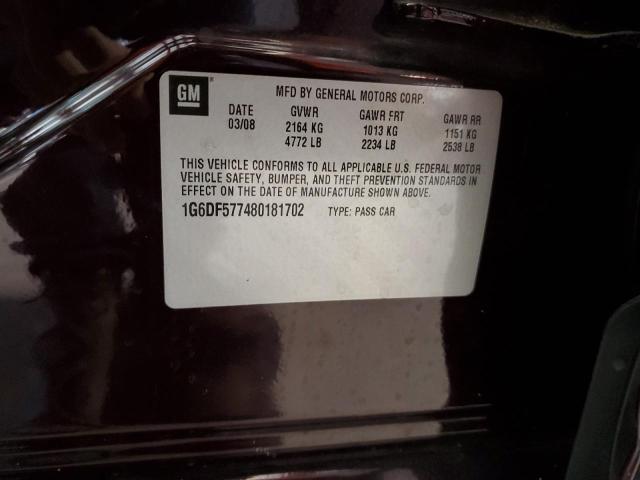 GM
MFD BY GENERAL MOTORS CORP.
DATE GVWR GAWR FRT GAWR RR
03/08 2164 KG 1013 KG 1151 KG
4772 LB 2234 LB 2538 LB
THIS VEHICLE CONFORMS TO ALL APPLICABLE U.S. FEDERAL MOTOR
VEHICLE SAFETY, BUMPER, AND THEFT PREVENTION STANDARDS IN
EFFECT ON THE DATE OF MANUFACTURE SHOWN ABOVE.
1G6DF577480181702 TYPE: PASS CAR